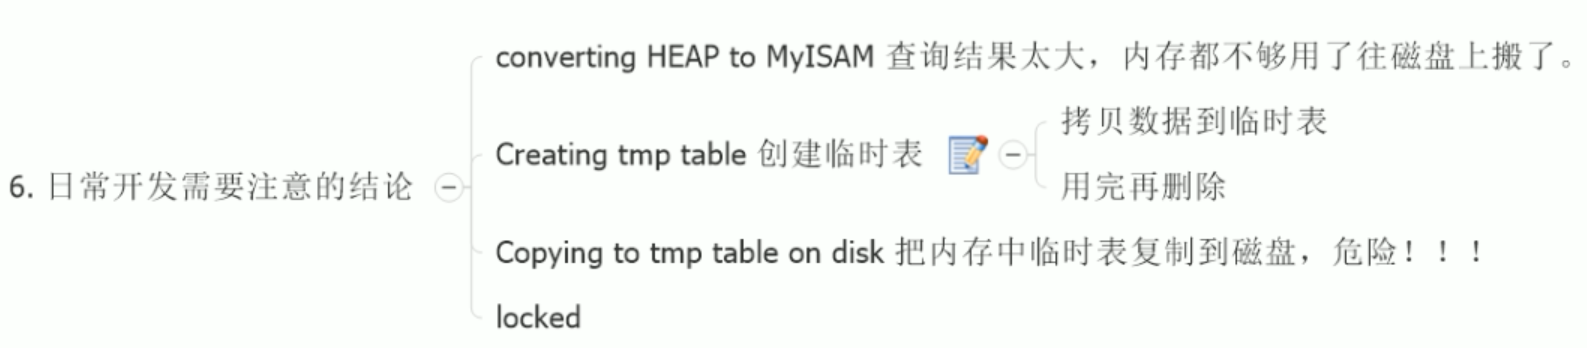 6. 日常开发需要注意的结论
converting HEAP to MyISAM 查询结果太大，内存都不够用了往磁盘上搬了。
Creating tmp table 创建临时表
拷贝数据到临时表
用完再删除
Copying to tmp table on disk 把内存中临时表复制到磁盘，危险！！！
locked